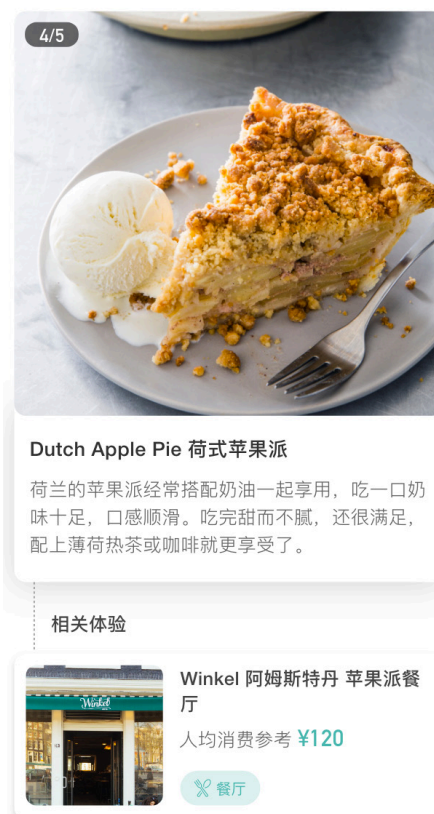 4/5
Dutch Apple Pie 荷式苹果派
荷兰的苹果派经常搭配奶油一起享用，吃一口奶
味十足，口感顺滑。吃完甜而不腻，还很满足，
配上薄荷热茶或咖啡就更享受了。
相关体验
Winkel 阿姆斯特丹 苹果派餐
厅
人均消费参考 ¥120
Winkel
餐厅